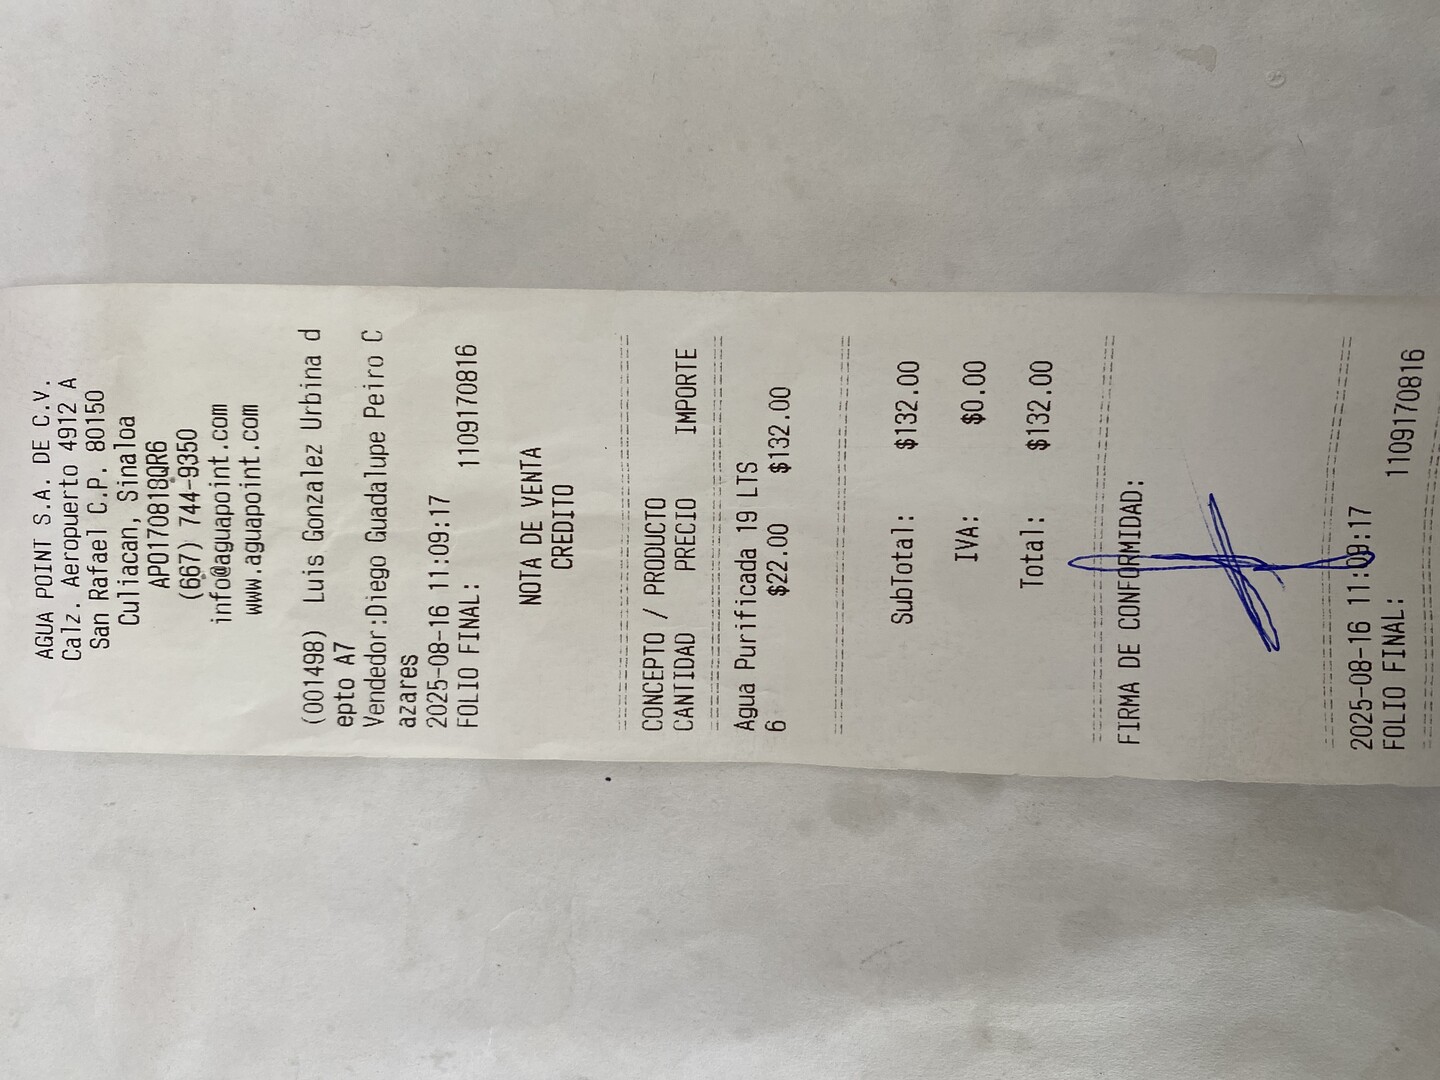 AGUA POINT S.A. DE C.V.
Calz. Aeropuerto 4912 A
San Rafael C.P. 80150
Culiacan, Sinaloa
APO170818QR6
(667) 744-9350
info@aguapoint.com
www.aguapoint.com
(001498) Luis Gonzalez Urbina d
epto A7
Vendedor:Diego Guadalupe Peiro C
azares
2025-08-16 11:09:17
FOLIO FINAL: 1109170816
NOTA DE VENTA
CREDITO
CONCEPTO / PRODUCTO
CANTIDAD PRECIO IMPORTE
Agua Purificada 19 LTS
6 $22.00 $132.00
SubTotal: $132.00
IVA: $0.00
Total: $132.00
FIRMA DE CONFORMIDAD:
2025-08-16 11:09:17
FOLIO FINAL: 1109170816